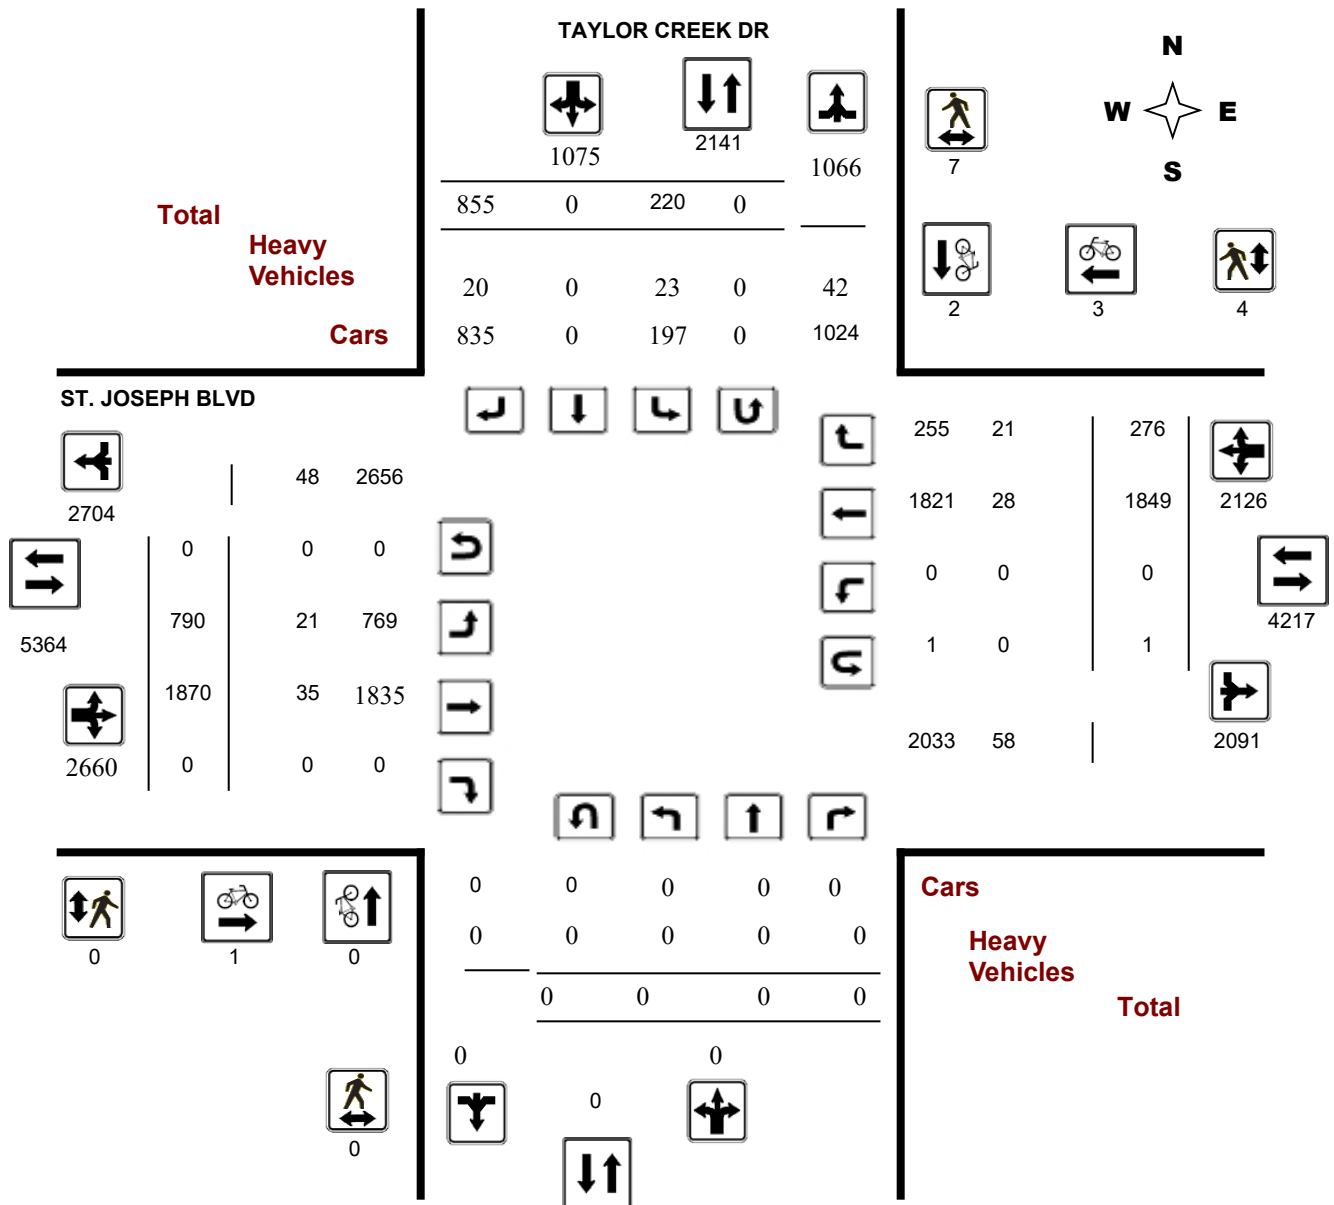 TAYLOR CREEK DR
N
W E
S
1075 2141 1066
7
855 0 220 0
Total
Heavy
Vehicles
20 0 23 0 42
2 3 4
Cars
835 0 197 0 1024
ST. JOSEPH BLVD
255 21 276
48 2656
2704
1821 28 1849 2126
0 0 0
0 0 0
790 21 769
5364
4217
1 0 1
1870 35 1835
2033 58 2091
2660 0 0 0
0 0 0 0 0
Cars
0 0 0 0 0
Heavy
Vehicles
0 1 0
0 0 0 0
Total
0 0
0
0